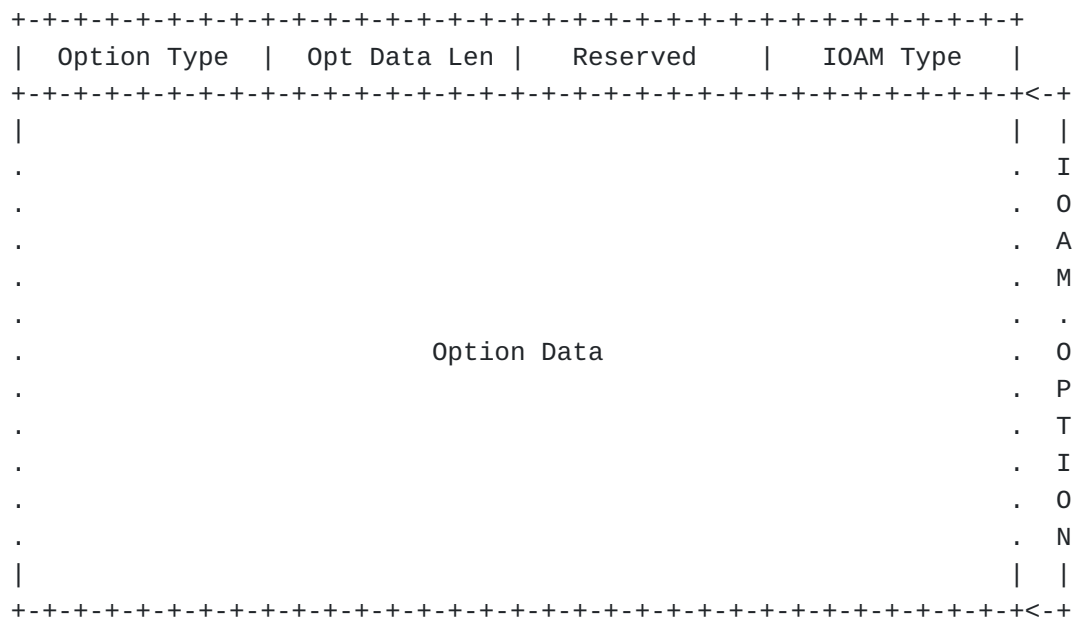 +-+-+-+-+-+-+-+-+-+-+-+-+-+-+-+-+-+-+-+-+-+-+-+-+-+-+-+-+-+-+-+-+
|  Option Type  |  Opt Data Len |   Reserved    |   IOAM Type   |
+-+-+-+-+-+-+-+-+-+-+-+-+-+-+-+-+-+-+-+-+-+-+-+-+-+-+-+-+-+-+-+-+<-+
|                                                               |  |
.                                                               .  I
.                                                               .  O
.                                                               .  A
.                                                               .  M
.                                                               .  .
.                          Option Data                          .  O
.                                                               .  P
.                                                               .  T
.                                                               .  I
.                                                               .  O
.                                                               .  N
|                                                               |  |
+-+-+-+-+-+-+-+-+-+-+-+-+-+-+-+-+-+-+-+-+-+-+-+-+-+-+-+-+-+-+-+-+<-+